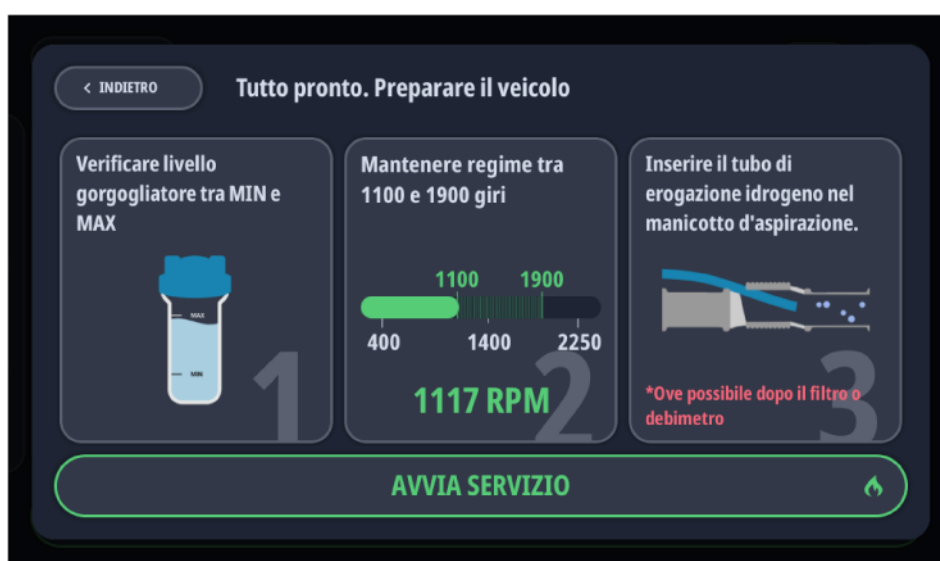 < INDIETRO
Tutto pronto. Preparare il veicolo
Verificare livello
gorgogliatore tra MIN e
MAX
MAX
MIN
1
Mantenere regime tra
1100 e 1900 giri
1100 1900
400 1400 2250
1117 RPM
2
Inserire il tubo di
erogazione idrogeno nel
manicotto d'aspirazione.
*Ove possibile dopo il filtro o
debimetro
3
AVVIA SERVIZIO